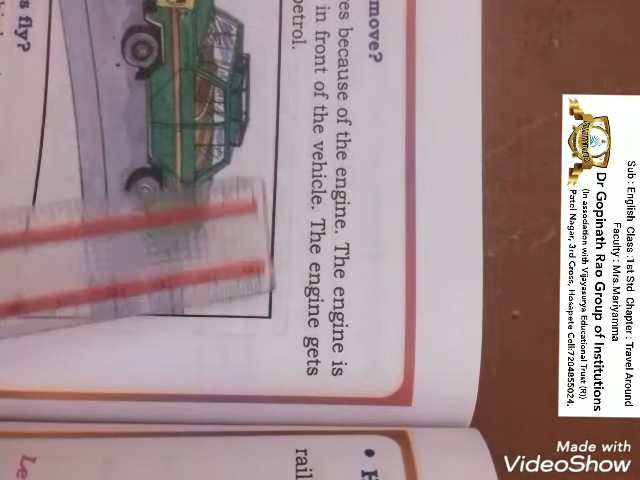 move?
es because of the engine. The engine is
in front of the vehicle. The engine gets
petrol.
s fly?
rail
Sub : English Class :1st Std Chapter : Travel Around
Faculty : Mrs.Mariyamma
Dr Gopinath Rao Group of Institutions
(In association with Vijayasurya Educational Trust (R))
Patel Nagar, 3rd Cross, Hosapete Cell:7204855024,
Made with
VideoShow